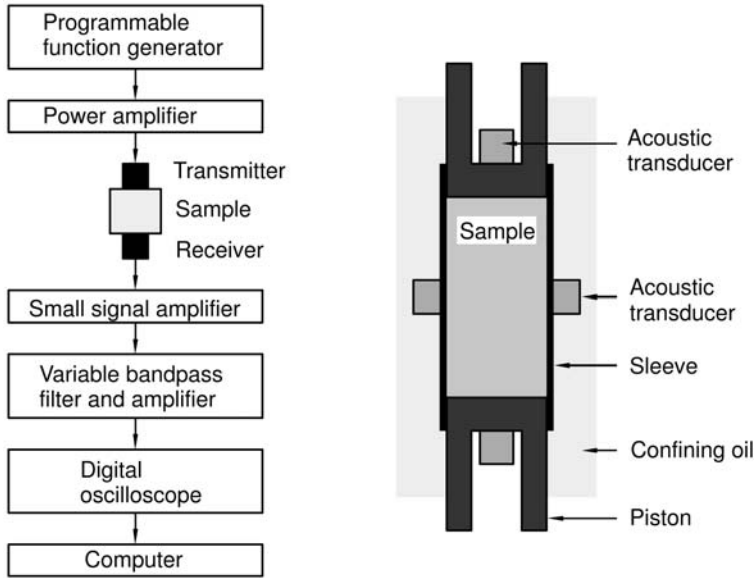 Programmable
function generator
Power amplifier
Transmitter
Sample
Receiver
Small signal amplifier
Variable bandpass
filter and amplifier
Digital
oscilloscope
Computer
Acoustic
transducer
Sample
Acoustic
transducer
Sleeve
Confining oil
Piston